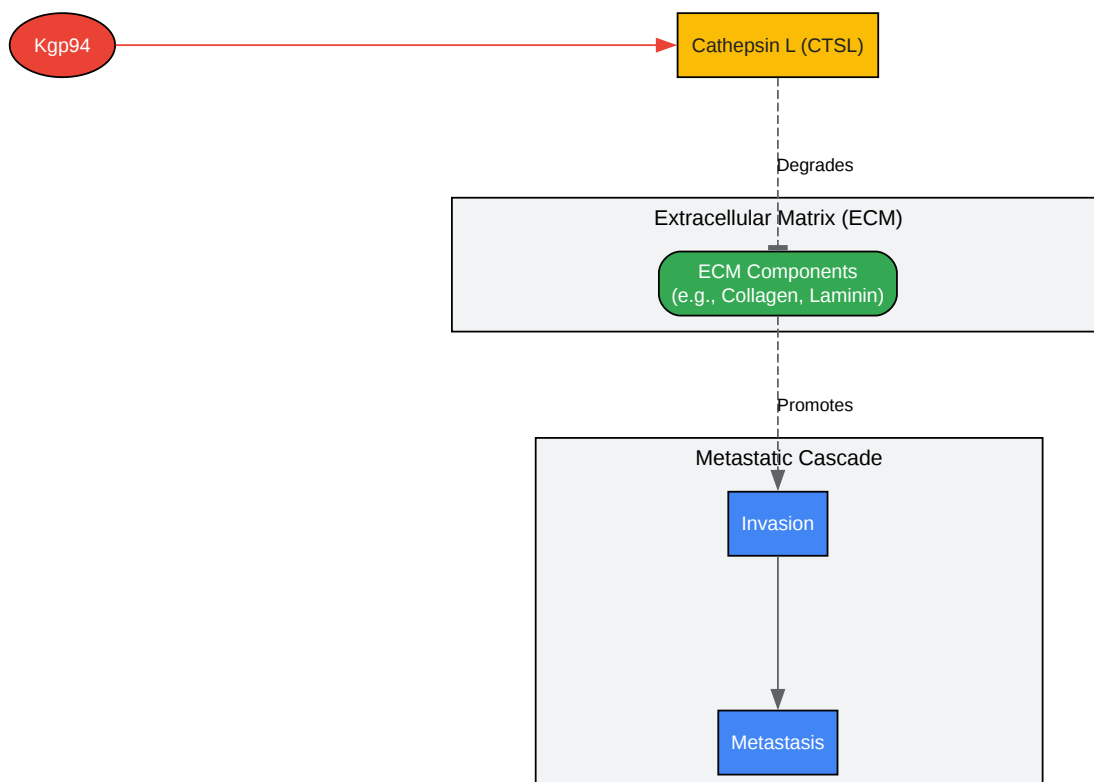 Kgp94
Cathepsin L (CTSL)
Degrades
Extracellular Matrix (ECM)
ECM Components
(e.g., Collagen, Laminin)
Promotes
Metastatic Cascade
Invasion
Metastasis